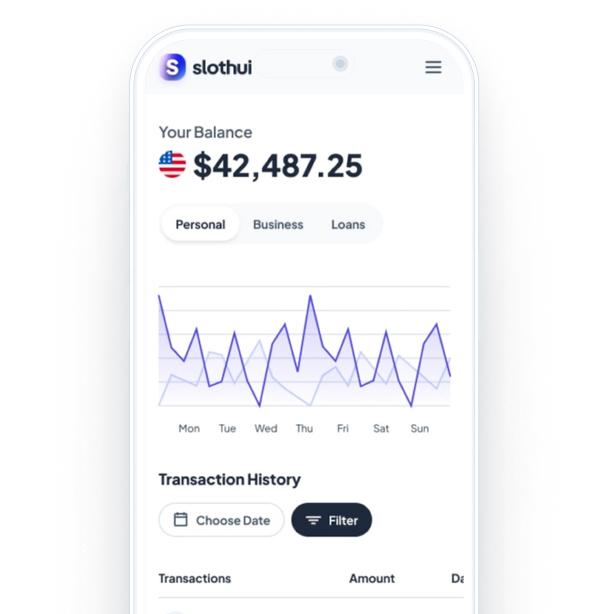 S slothui
Your Balance
$42,487.25
Personal Business Loans
Mon Tue Wed Thu Fri Sat Sun
Transaction History
Choose Date Filter
Transactions Amount Da